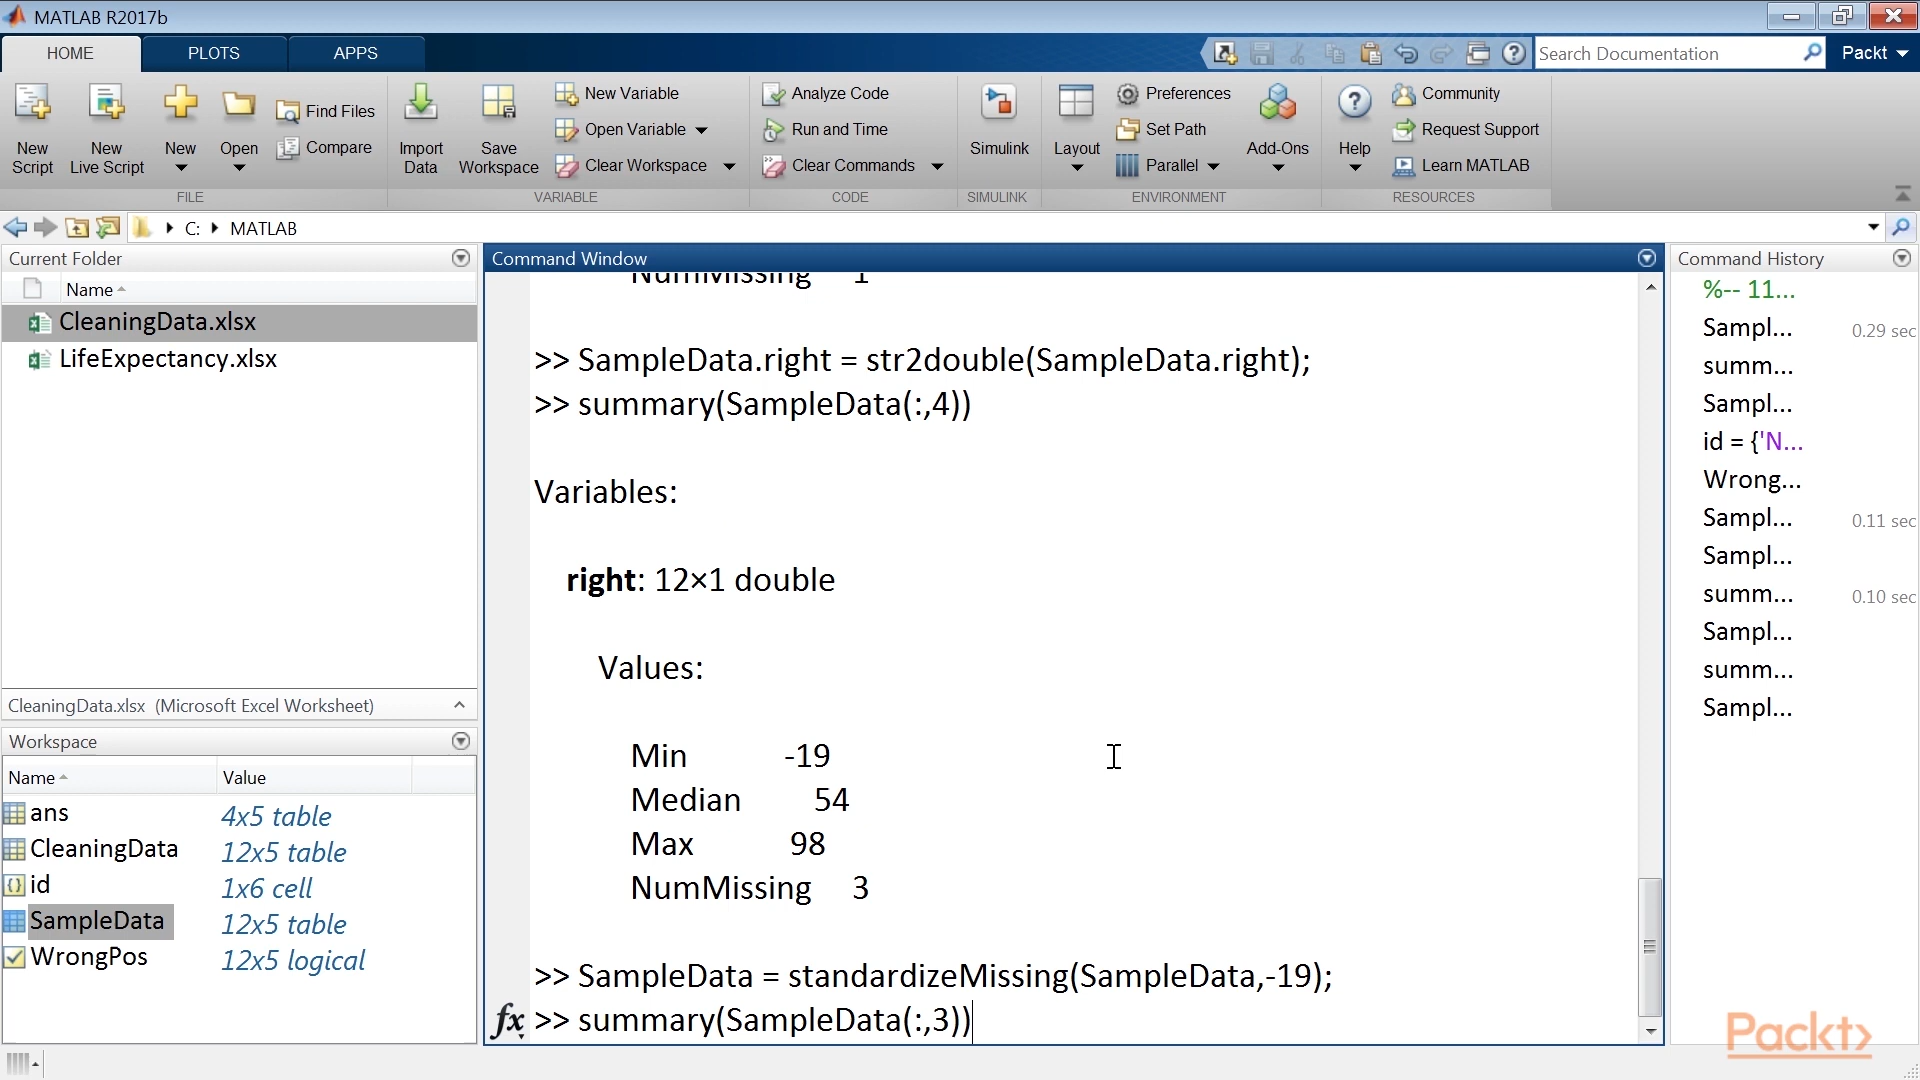 MATLAB R2017b
HOME PLOTS APPS
Search Documentation
Packt
New Script
New Live Script
New
Open
Find Files
Compare
FILE
Import Data
Save Workspace
New Variable
Open Variable
Clear Workspace
VARIABLE
Analyze Code
Run and Time
Clear Commands
CODE
Simulink
SIMULINK
Layout
Preferences
Set Path
Parallel
Add-Ons
ENVIRONMENT
Help
Community
Request Support
Learn MATLAB
RESOURCES
C: MATLAB
Current Folder
Name
CleaningData.xlsx
LifeExpectancy.xlsx
CleaningData.xlsx (Microsoft Excel Worksheet)
Workspace
Name Value
ans 4x5 table
CleaningData 12x5 table
id 1x6 cell
SampleData 12x5 table
WrongPos 12x5 logical
Command Window
NumMissing 1
>> SampleData.right = str2double(SampleData.right);
>> summary(SampleData(:,4))
Variables:
right: 12×1 double
Values:
Min -19
Median 54
Max 98
NumMissing 3
>> SampleData = standardizeMissing(SampleData,-19);
fx >> summary(SampleData(:,3))
Command History
%-- 11...
Sampl... 0.29 sec
summ...
Sampl...
id = {'N...
Wrong...
Sampl... 0.11 sec
Sampl...
summ... 0.10 sec
Sampl...
summ...
Sampl...
Packt>